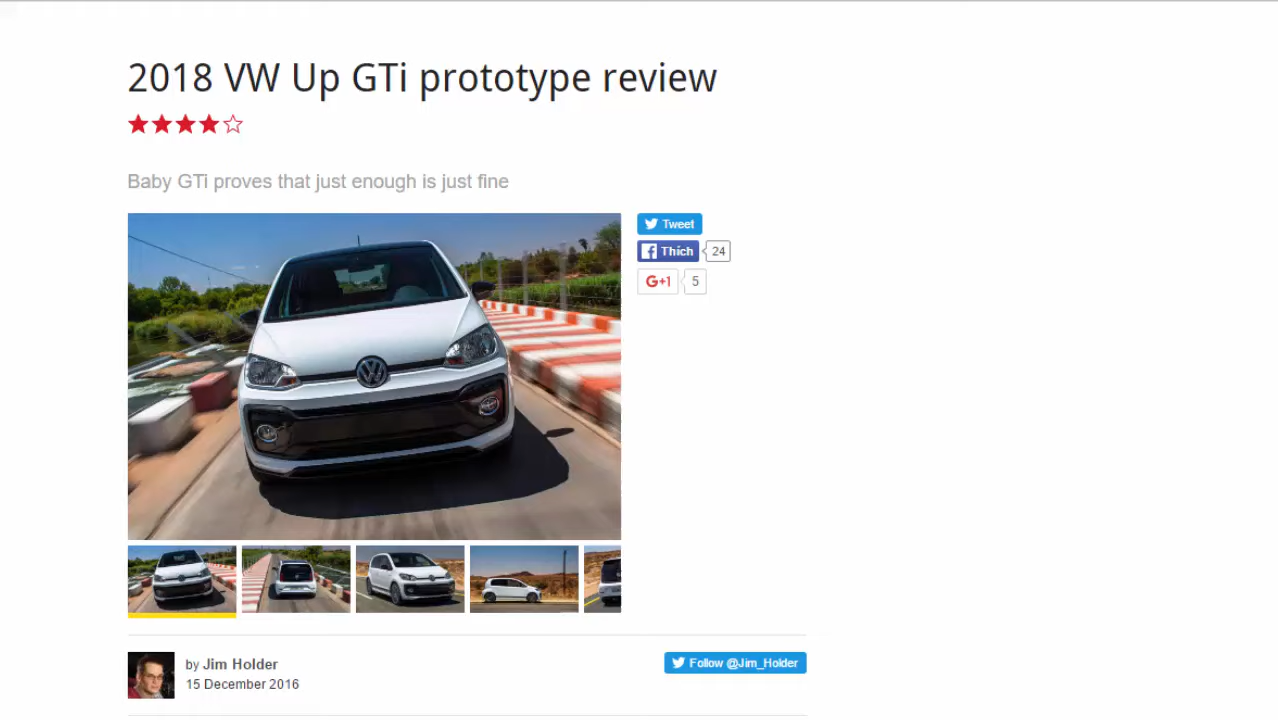 2018 VW Up GTi prototype review
Baby GTi proves that just enough is just fine
Tweet
Thích 24
G+1 5
by Jim Holder
15 December 2016
Follow @Jim_Holder